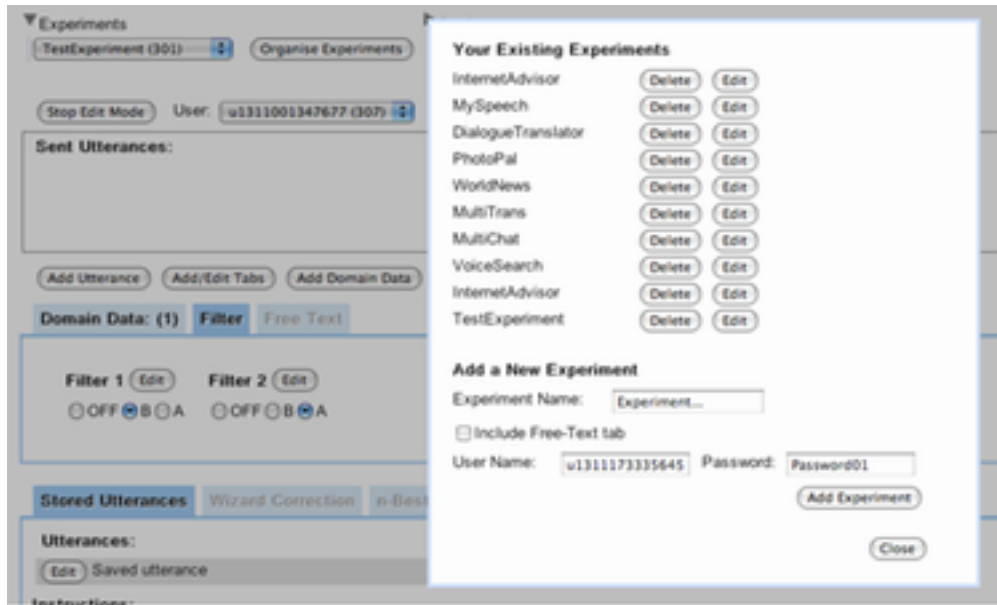 Experiments
TestExperiment (301) Organise Experiments
Stop Edit Mode User: u1311001347677 (307)
Sent Utterances:
Add Utterance Add/Edit Tabs Add Domain Data
Domain Data: (1) Filter Free Text
Filter 1 Edit Filter 2 Edit
OFF B A OFF B A
Stored Utterances Wizard Correction n-Best
Utterances:
Edit Saved utterance
Instructions:
Your Existing Experiments
InternetAdvisor Delete Edit
MySpeech Delete Edit
DialogueTranslator Delete Edit
PhotoPal Delete Edit
WorldNews Delete Edit
MultiTrans Delete Edit
MultiChat Delete Edit
VoiceSearch Delete Edit
InternetAdvisor Delete Edit
TestExperiment Delete Edit
Add a New Experiment
Experiment Name: Experiment...
Include Free-Text tab
User Name: u1311173335645 Password: Password01
Add Experiment
Close